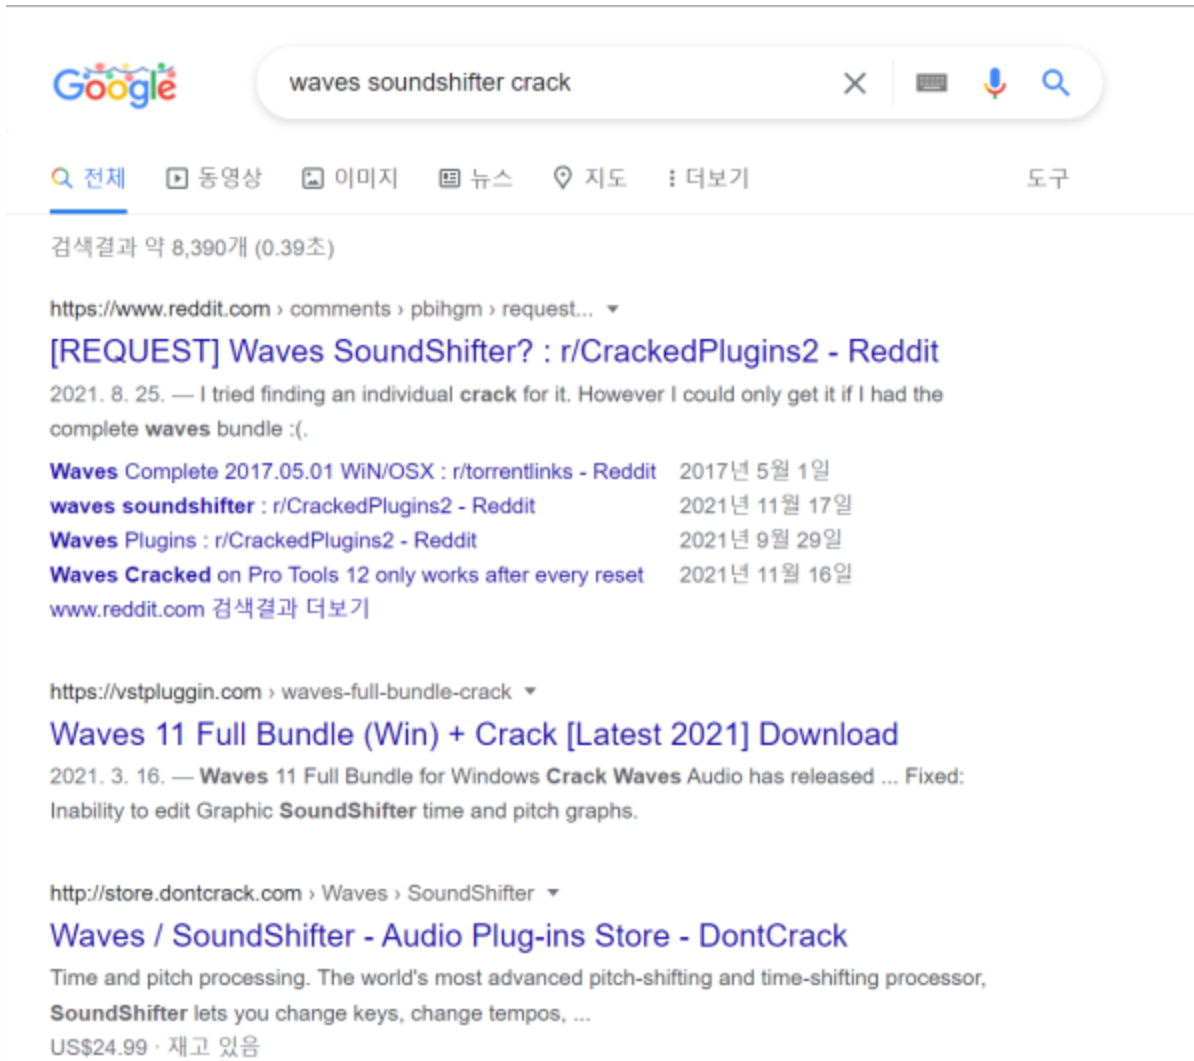 Google
waves soundshifter crack
전체 동영상 이미지 뉴스 지도 더보기 도구
검색결과 약 8,390개 (0.39초)
https://www.reddit.com › comments › pbihgm › request...
[REQUEST] Waves SoundShifter? : r/CrackedPlugins2 - Reddit
2021. 8. 25. — I tried finding an individual crack for it. However I could only get it if I had the
complete waves bundle :(.
Waves Complete 2017.05.01 WiN/OSX : r/torrentlinks - Reddit 2017년 5월 1일
waves soundshifter : r/CrackedPlugins2 - Reddit 2021년 11월 17일
Waves Plugins : r/CrackedPlugins2 - Reddit 2021년 9월 29일
Waves Cracked on Pro Tools 12 only works after every reset 2021년 11월 16일
www.reddit.com 검색결과 더보기
https://vstpluggin.com › waves-full-bundle-crack
Waves 11 Full Bundle (Win) + Crack [Latest 2021] Download
2021. 3. 16. — Waves 11 Full Bundle for Windows Crack Waves Audio has released ... Fixed:
Inability to edit Graphic SoundShifter time and pitch graphs.
http://store.dontcrack.com › Waves › SoundShifter
Waves / SoundShifter - Audio Plug-ins Store - DontCrack
Time and pitch processing. The world's most advanced pitch-shifting and time-shifting processor,
SoundShifter lets you change keys, change tempos, ...
US$24.99 · 재고 있음